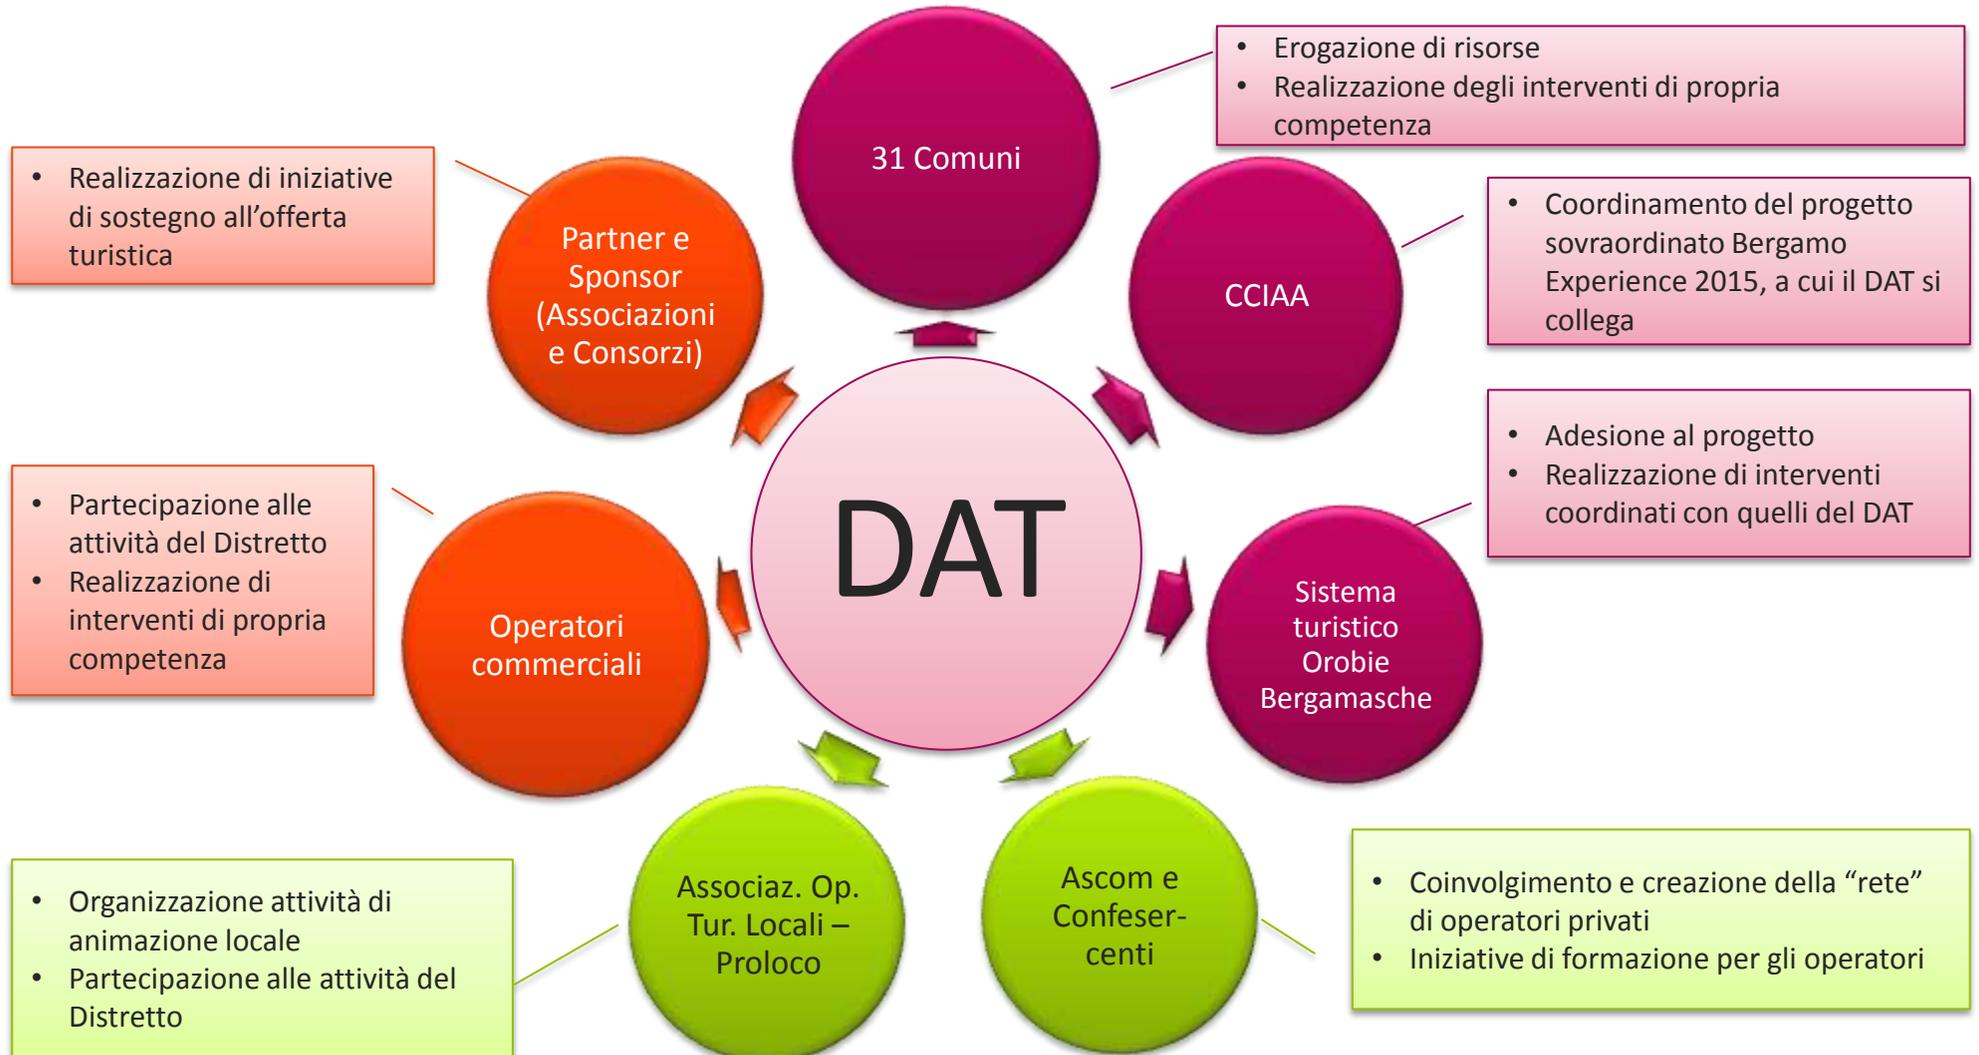 31 Comuni
• Erogazione di risorse
• Realizzazione degli interventi di propria
competenza
CCIAA
• Coordinamento del progetto
sovraordinato Bergamo
Experience 2015, a cui il DAT si
collega
Sistema
turistico
Orobie
Bergamasche
• Adesione al progetto
• Realizzazione di interventi
coordinati con quelli del DAT
Ascom e
Confeser-
centi
• Coinvolgimento e creazione della “rete”
di operatori privati
• Iniziative di formazione per gli operatori
Associaz. Op.
Tur. Locali –
Proloco
• Organizzazione attività di
animazione locale
• Partecipazione alle attività del
Distretto
Operatori
commerciali
• Partecipazione alle
attività del Distretto
• Realizzazione di
interventi di propria
competenza
Partner e
Sponsor
(Associazioni
e Consorzi)
• Realizzazione di iniziative
di sostegno all’offerta
turistica
DAT